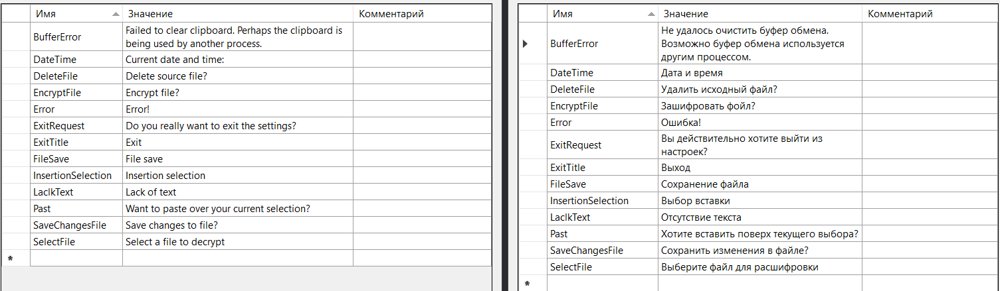 Имя Значение Комментарий
BufferError Failed to clear clipboard. Perhaps the clipboard is
being used by another process.
DateTime Current date and time:
DeleteFile Delete source file?
EncryptFile Encrypt file?
Error Error!
ExitRequest Do you really want to exit the settings?
ExitTitle Exit
FileSave File save
InsertionSelection Insertion selection
LaclkText Lack of text
Past Want to paste over your current selection?
SaveChangesFile Save changes to file?
SelectFile Select a file to decrypt
*
Имя Значение Комментарий
BufferError Не удалось очистить буфер обмена.
Возможно буфер обмена используется
другим процессом.
DateTime Дата и время
DeleteFile Удалить исходный файл?
EncryptFile Зашифровать фойл?
Error Ошибка!
ExitRequest Вы действительно хотите выйти из
настроек?
ExitTitle Выход
FileSave Сохранение файла
InsertionSelection Выбор вставки
LaclkText Отсутствие текста
Past Хотите вставить поверх текущего выбора?
SaveChangesFile Сохранить изменения в файле?
SelectFile Выберите файл для расшифровки
*